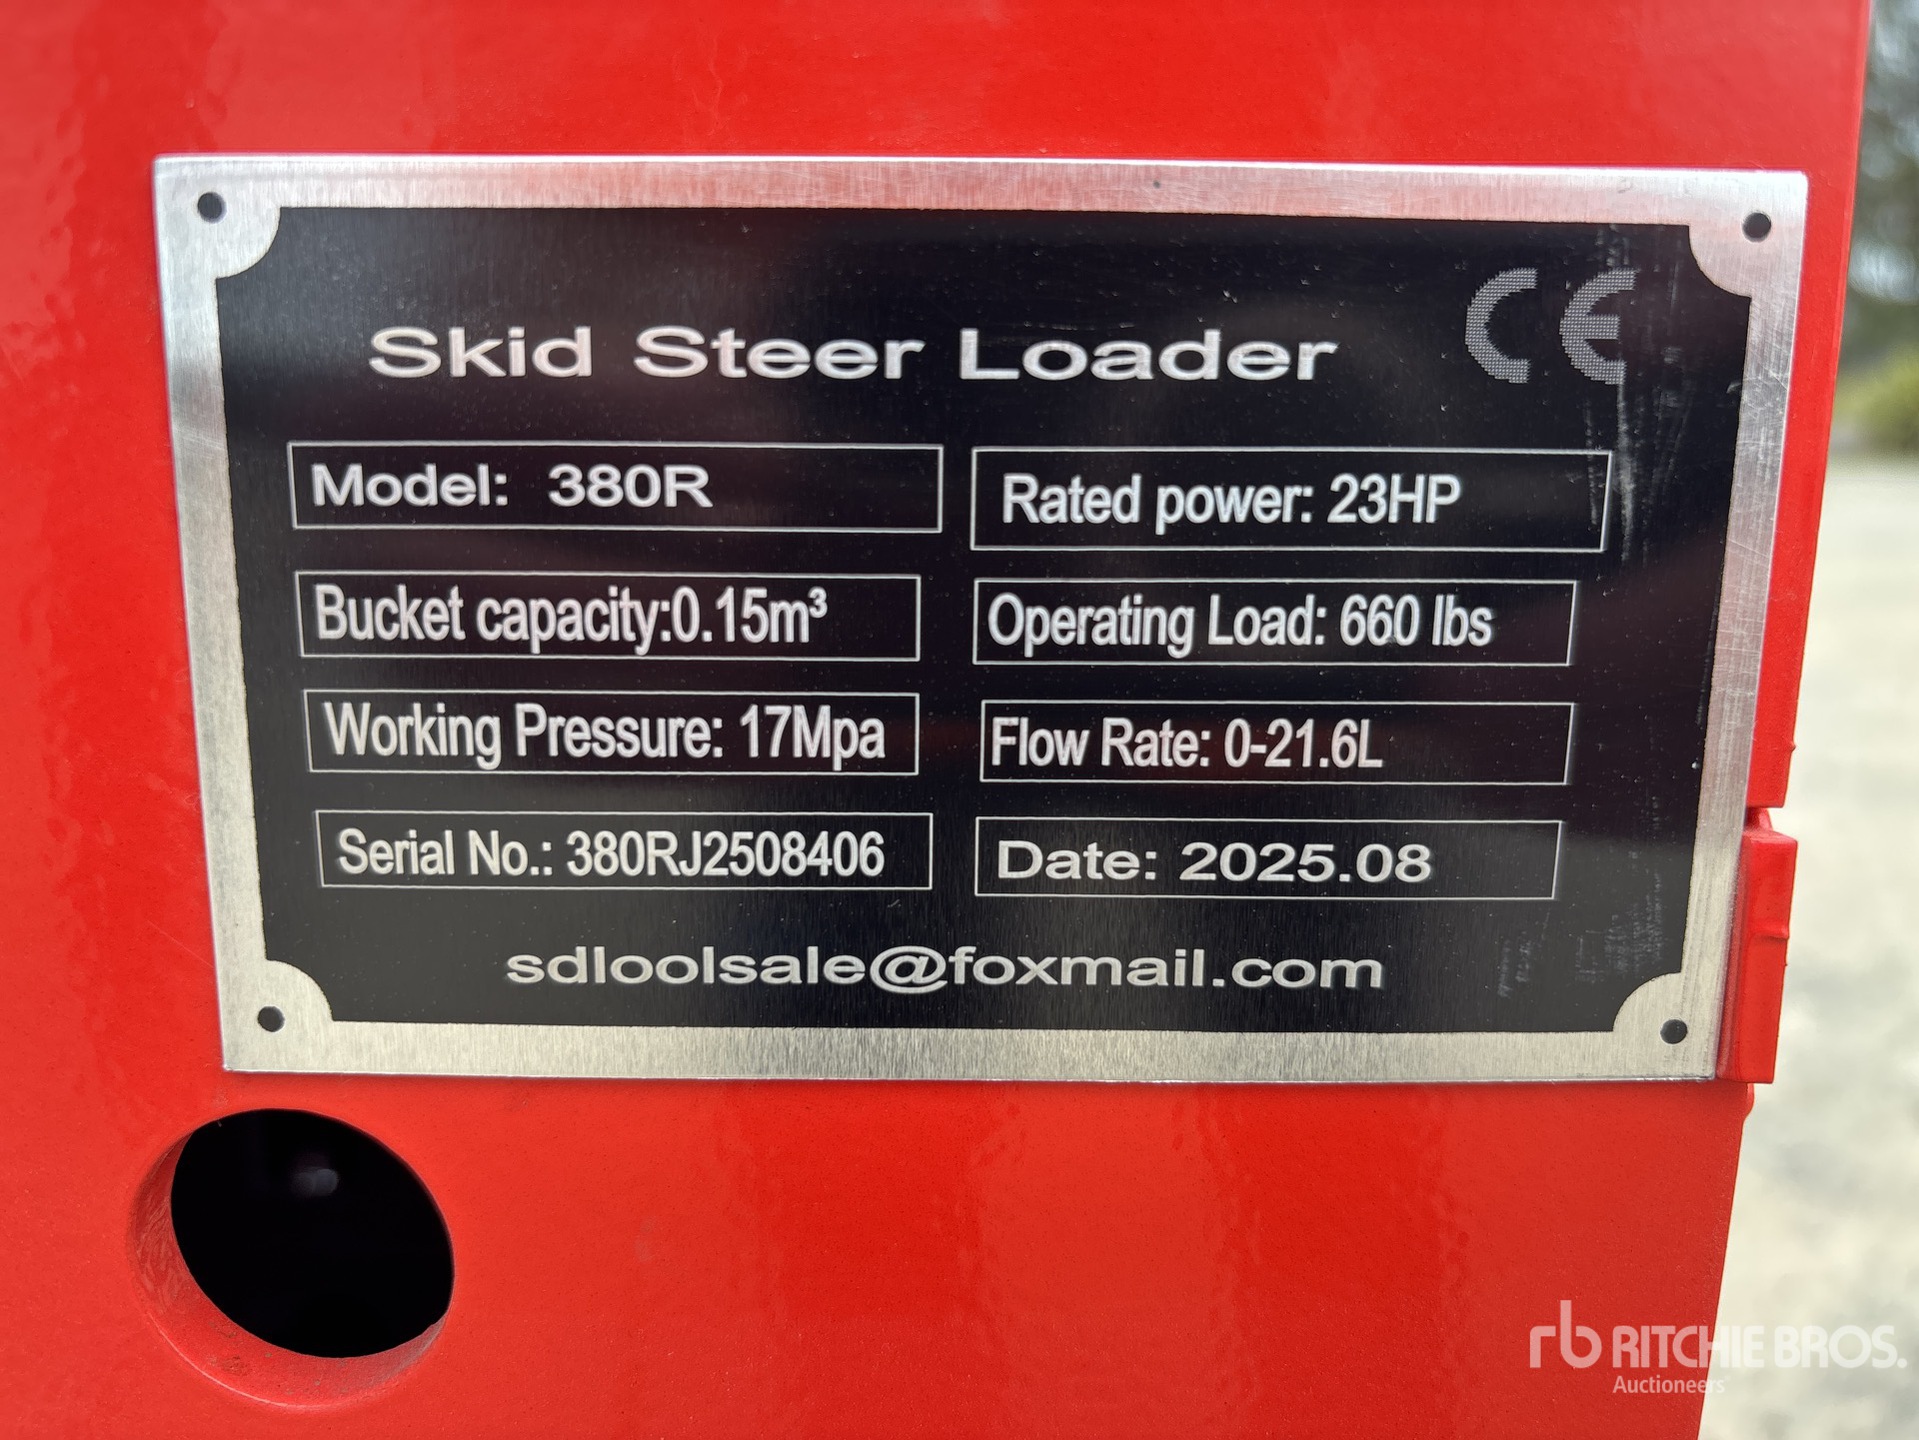 CE
Skid Steer Loader
Model: 380R
Rated power: 23HP
Bucket capacity:0.15m³
Operating Load: 660 lbs
Working Pressure: 17Mpa
Flow Rate: 0-21.6L
Serial No.: 380RJ2508406
Date: 2025.08
sdloolsale@foxmail.com
rb RITCHIE BROS.
Auctioneers